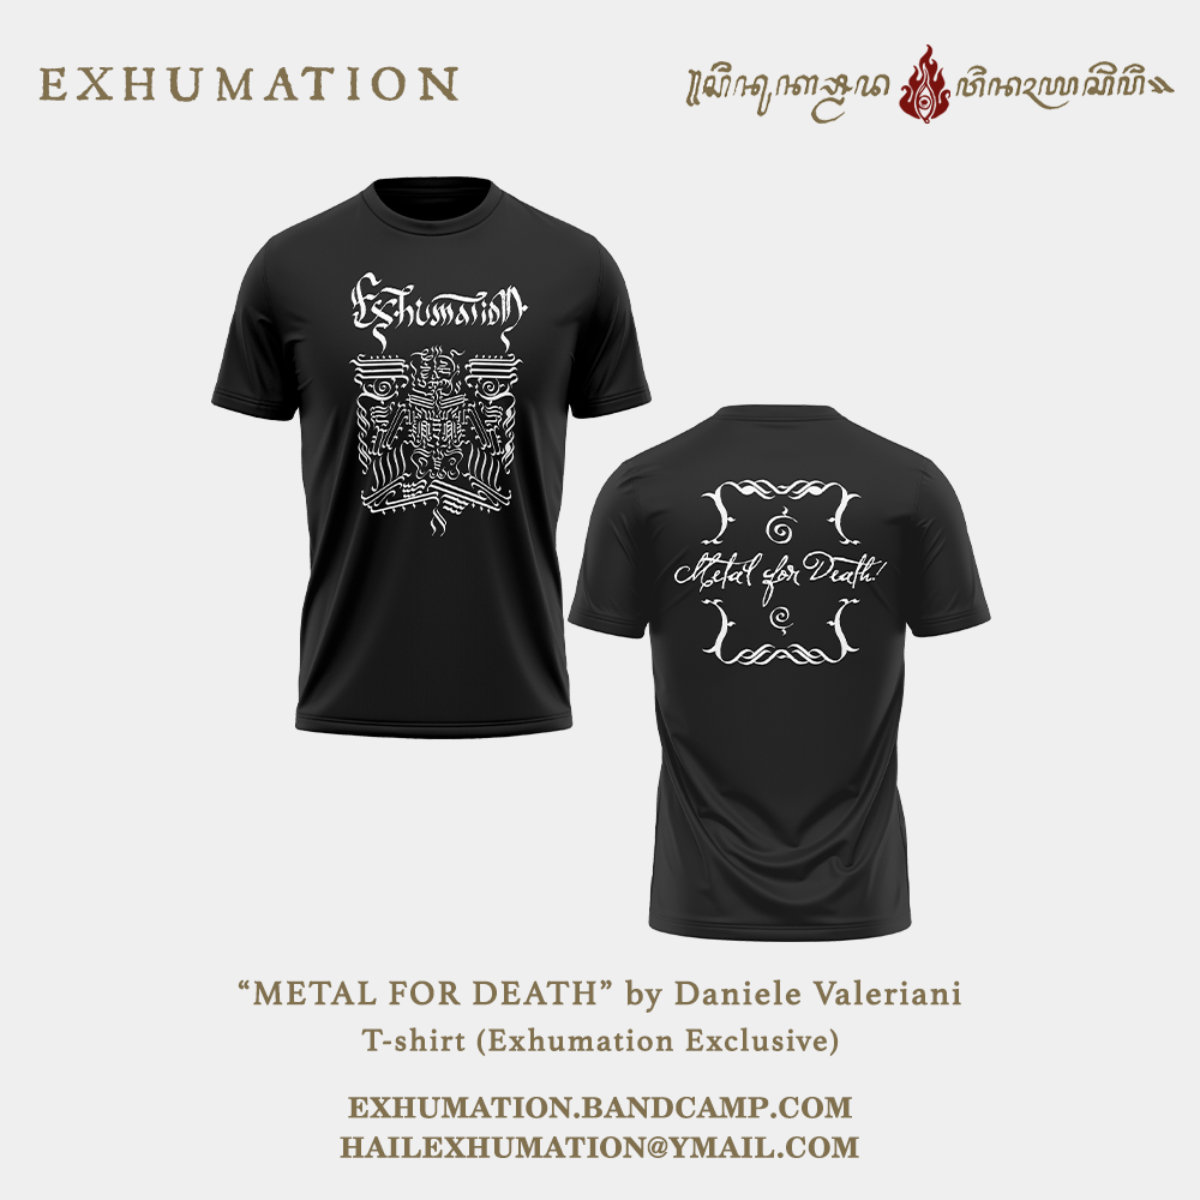 EXHUMATION
Exhumation
Metal for Death!
“METAL FOR DEATH” by Daniele Valeriani
T-shirt (Exhumation Exclusive)
EXHUMATION.BANDCAMP.COM
HAILEXHUMATION@YMAIL.COM